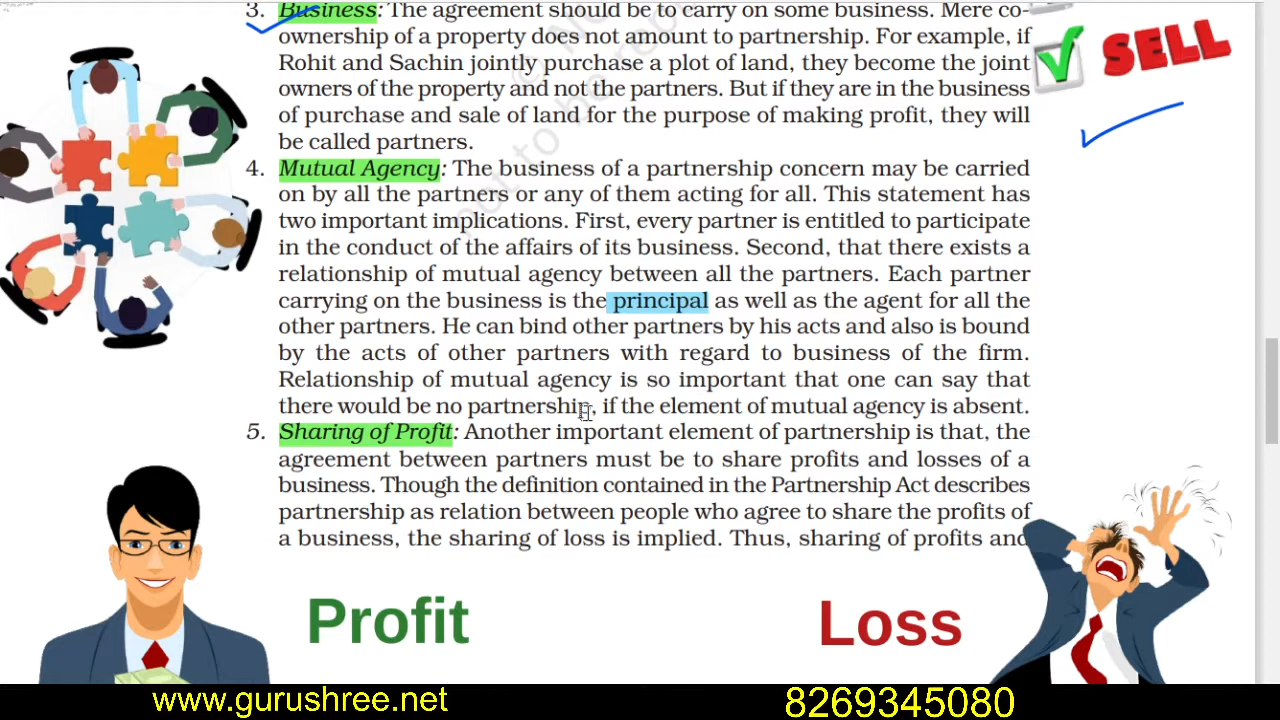 3. Business: The agreement should be to carry on some business. Mere co-
ownership of a property does not amount to partnership. For example, if
Rohit and Sachin jointly purchase a plot of land, they become the joint
owners of the property and not the partners. But if they are in the business
of purchase and sale of land for the purpose of making profit, they will
be called partners.
SELL
4. Mutual Agency: The business of a partnership concern may be carried
on by all the partners or any of them acting for all. This statement has
two important implications. First, every partner is entitled to participate
in the conduct of the affairs of its business. Second, that there exists a
relationship of mutual agency between all the partners. Each partner
carrying on the business is the principal as well as the agent for all the
other partners. He can bind other partners by his acts and also is bound
by the acts of other partners with regard to business of the firm.
Relationship of mutual agency is so important that one can say that
there would be no partnership, if the element of mutual agency is absent.
5. Sharing of Profit: Another important element of partnership is that, the
agreement between partners must be to share profits and losses of a
business. Though the definition contained in the Partnership Act describes
partnership as relation between people who agree to share the profits of
a business, the sharing of loss is implied. Thus, sharing of profits and
Profit
Loss
www.gurushree.net
8269345080